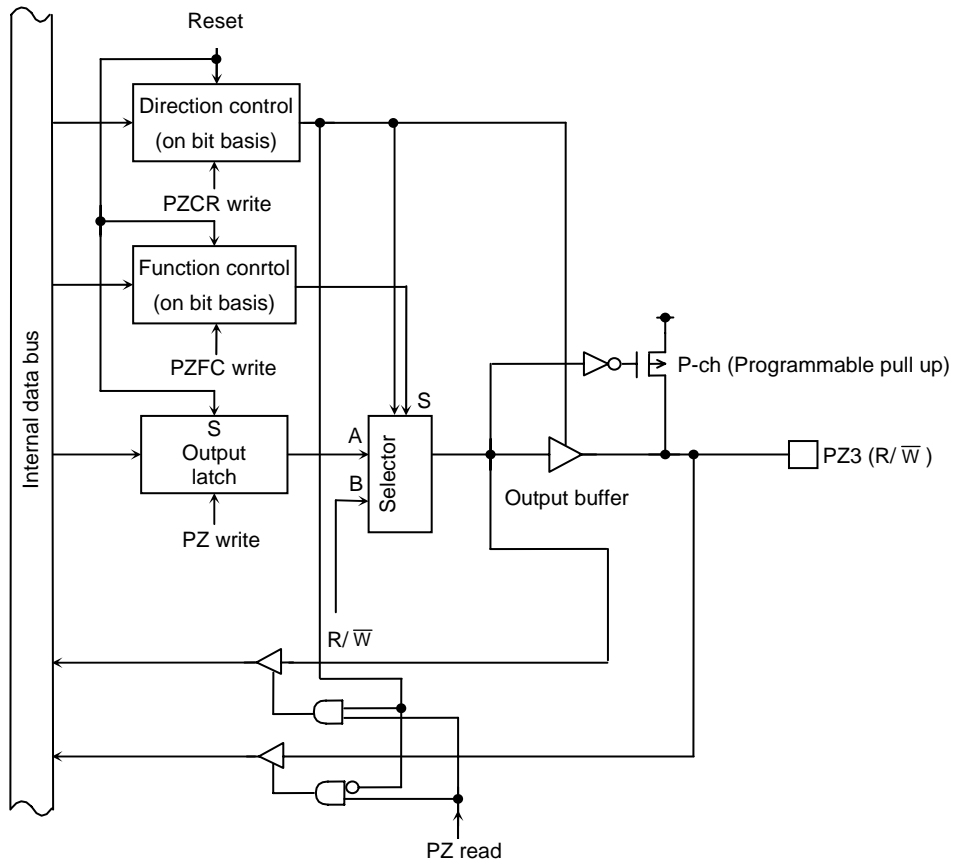 Reset
Internal data bus
Direction control
(on bit basis)
PZCR write
Function conrtol
(on bit basis)
PZFC write
P-ch (Programmable pull up)
S
S
Output
latch
A
B
Selector
Output buffer
PZ3 (R/W̅)
PZ write
R/W̅
PZ read